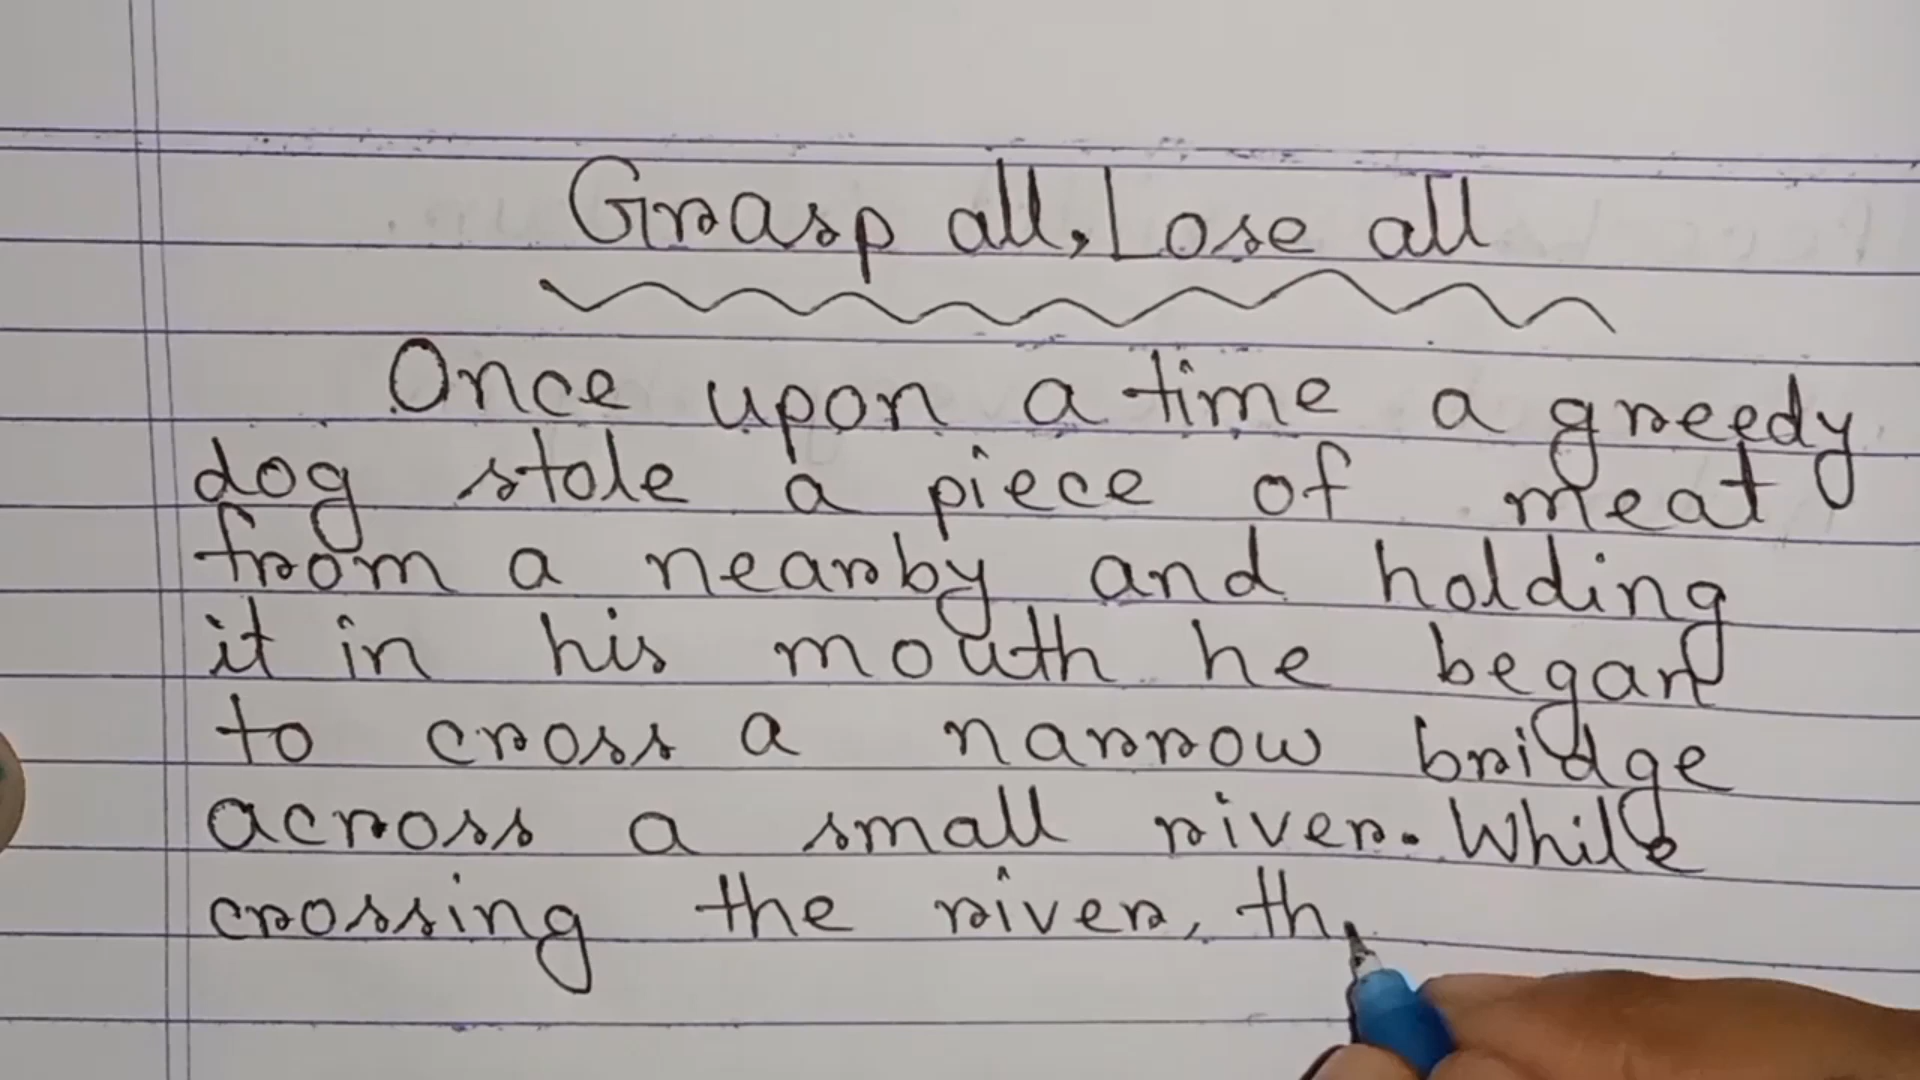 Grasp all, Lose all
Once upon a time a greedy
dog stole a piece of meat
from a nearby and holding
it in his mouth he began
to cross a narrow bridge
across a small river. While
crossing the river, th